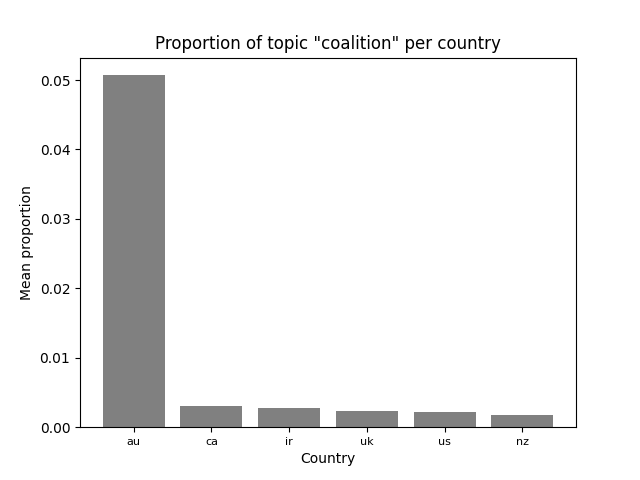 Proportion of topic "coalition" per country
0.05
0.04
0.03
0.02
0.01
0.00
Mean proportion
au ca ir uk us nz
Country